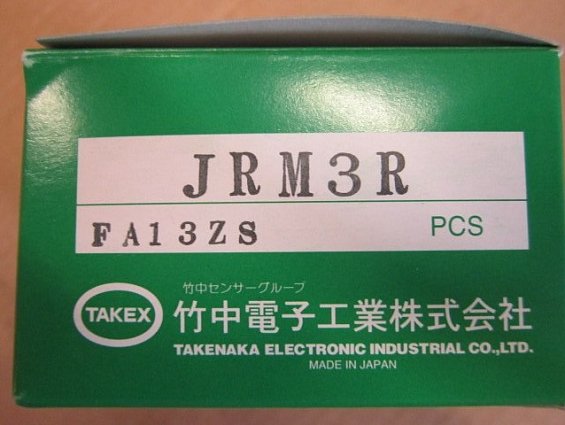 JRM3R
FA13ZS PCS
竹中センサーグループ
TAKEX 竹中電子工業株式会社
TAKENAKA ELECTRONIC INDUSTRIAL CO.,LTD.
MADE IN JAPAN